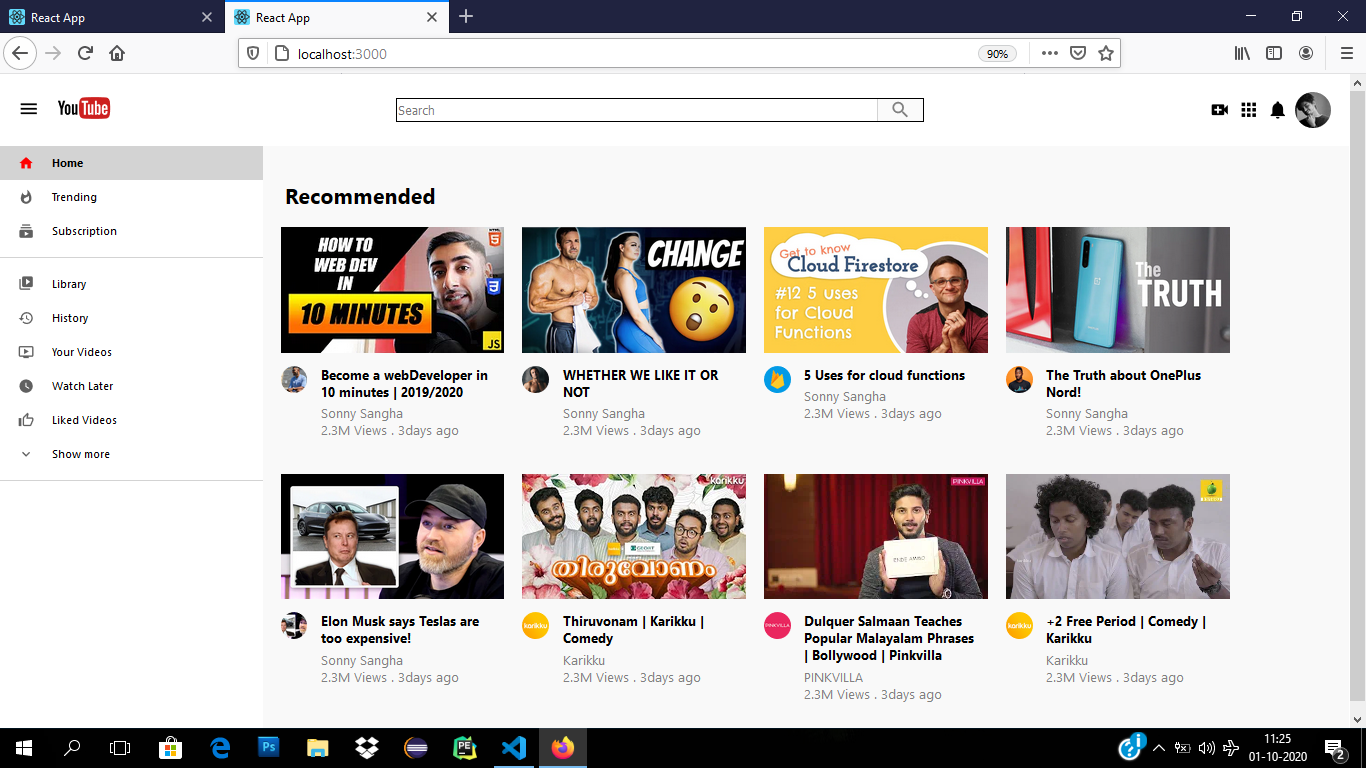 React App
React App
localhost:3000
90%
YouTube
Search
Home
Trending
Subscription
Library
History
Your Videos
Watch Later
Liked Videos
Show more
Recommended
HOW TO
WEB DEV
IN
10 MINUTES
HTML
5
3
JS
CHANGE
Get to know
Cloud Firestore
#12 5 uses
for Cloud
Functions
The
TRUTH
Become a webDeveloper in
10 minutes | 2019/2020
Sonny Sangha
2.3M Views . 3days ago
WHETHER WE LIKE IT OR
NOT
Sonny Sangha
2.3M Views . 3days ago
5 Uses for cloud functions
Sonny Sangha
2.3M Views . 3days ago
The Truth about OnePlus
Nord!
Sonny Sangha
2.3M Views . 3days ago
karikku
തിരുവോണം
PINKVILLA
Elon Musk says Teslas are
too expensive!
Sonny Sangha
2.3M Views . 3days ago
karikku
Thiruvonam | Karikku |
Comedy
Karikku
2.3M Views . 3days ago
PINKVILLA
Dulquer Salmaan Teaches
Popular Malayalam Phrases
| Bollywood | Pinkvilla
PINKVILLA
2.3M Views . 3days ago
karikku
+2 Free Period | Comedy |
Karikku
Karikku
2.3M Views . 3days ago
Ps
PE
11:25
01-10-2020
2